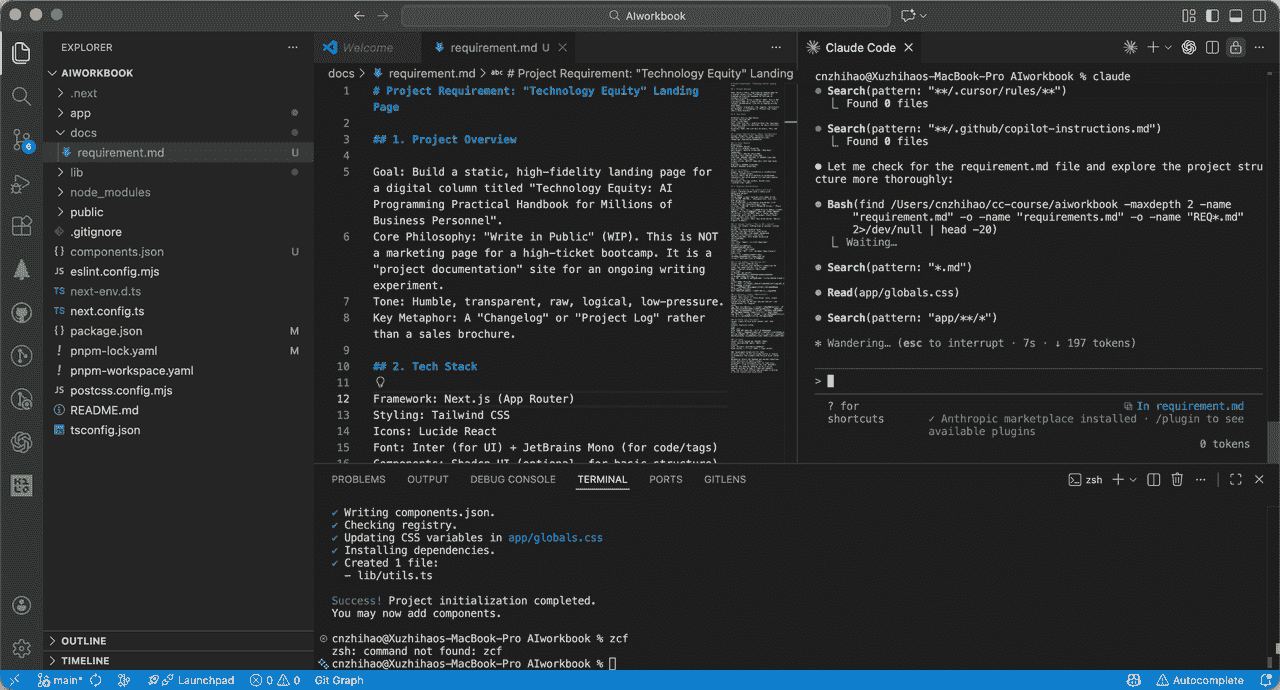 AIworkbook
EXPLORER
AIWORKBOOK
.next
app
docs
requirement.md U
lib
node_modules
public
.gitignore
components.json U
eslint.config.mjs
next-env.d.ts
next.config.ts
package.json M
pnpm-lock.yaml M
pnpm-workspace.yaml
postcss.config.mjs
README.md
tsconfig.json
OUTLINE
TIMELINE
6
Welcome
requirement.md U
docs > requirement.md > # Project Requirement: "Technology Equity" Landing
1 # Project Requirement: "Technology Equity" Landing
Page
2
3 ## 1. Project Overview
4
5 Goal: Build a static, high-fidelity landing page for
a digital column titled "Technology Equity: AI
Programming Practical Handbook for Millions of
Business Personnel".
6 Core Philosophy: "Write in Public" (WIP). This is NOT
a marketing page for a high-ticket bootcamp. It is a
"project documentation" site for an ongoing writing
experiment.
7 Tone: Humble, transparent, raw, logical, low-pressure.
8 Key Metaphor: A "Changelog" or "Project Log" rather
than a sales brochure.
9
10 ## 2. Tech Stack
11
12 Framework: Next.js (App Router)
13 Styling: Tailwind CSS
14 Icons: Lucide React
15 Font: Inter (for UI) + JetBrains Mono (for code/tags)
16 Components: Shadcn UI (optional, for basic structure)
Claude Code
cnzhihao@Xuzhihaos-MacBook-Pro AIworkbook % claude
Search(pattern: "**/.cursor/rules/**")
Found 0 files
Search(pattern: "**/.github/copilot-instructions.md")
Found 0 files
Let me check for the requirement.md file and explore the project stru
cture more thoroughly:
Bash(find /Users/cnzhihao/cc-course/aiworkbook -maxdepth 2 -name
"requirement.md" -o -name "requirements.md" -o -name "REQ*.md"
2>/dev/null | head -20)
Waiting…
Search(pattern: "*.md")
Read(app/globals.css)
Search(pattern: "app/**/*")
* Wandering… (esc to interrupt · 7s · ↓ 197 tokens)
>
? for
shortcuts
In requirement.md
✓ Anthropic marketplace installed · /plugin to see
available plugins
0 tokens
PROBLEMS OUTPUT DEBUG CONSOLE TERMINAL PORTS GITLENS
zsh
✓ Writing components.json.
✓ Checking registry.
✓ Updating CSS variables in app/globals.css
✓ Installing dependencies.
✓ Created 1 file:
- lib/utils.ts
Success! Project initialization completed.
You may now add components.
cnzhihao@Xuzhihaos-MacBook-Pro AIworkbook % zcf
zsh: command not found: zcf
cnzhihao@Xuzhihaos-MacBook-Pro AIworkbook %
main* Launchpad 0 0 Git Graph Autocomplete